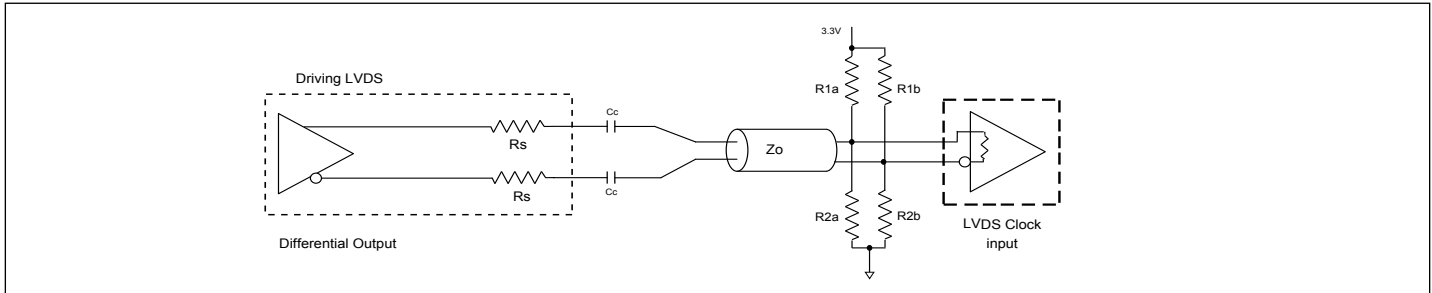 3.3V
Driving LVDS
R1a
R1b
Cc
Rs
Zo
Rs
Cc
R2a
R2b
LVDS Clock
input
Differential Output